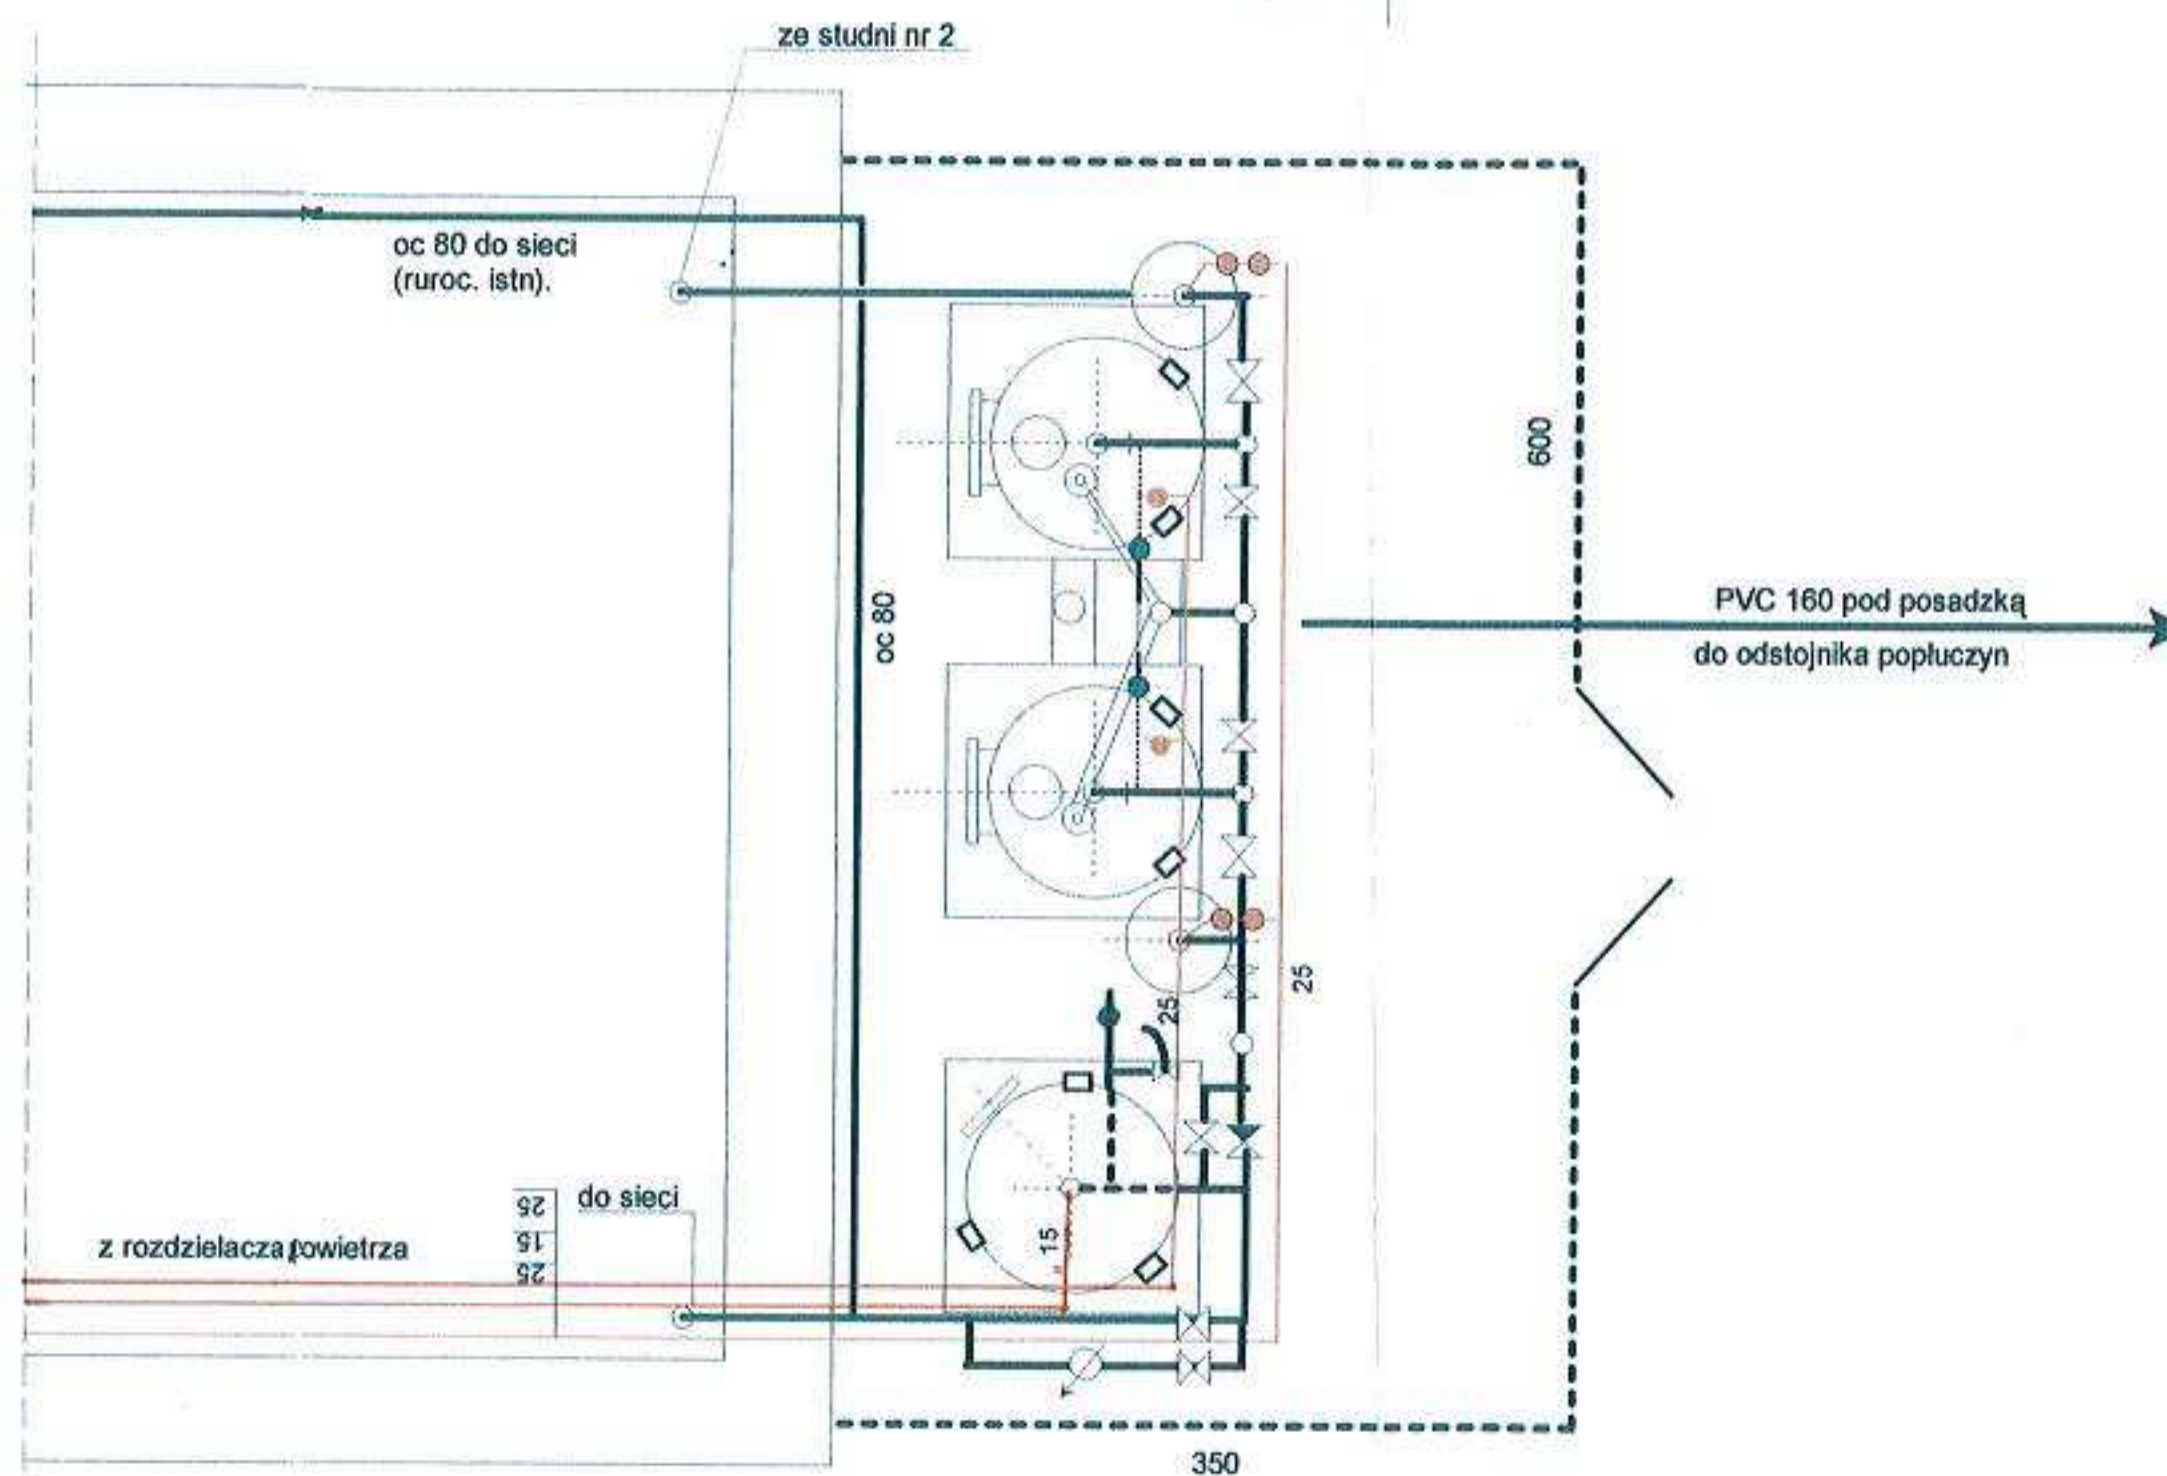 ze studni nr 2
oc 80 do sieci
(ruroc. istn).
600
oc 80
PVC 160 pod posadzką
do odstojnika popłuczyn
25
25
do sieci
25
15
25
z rozdzielacza powietrza
15
350